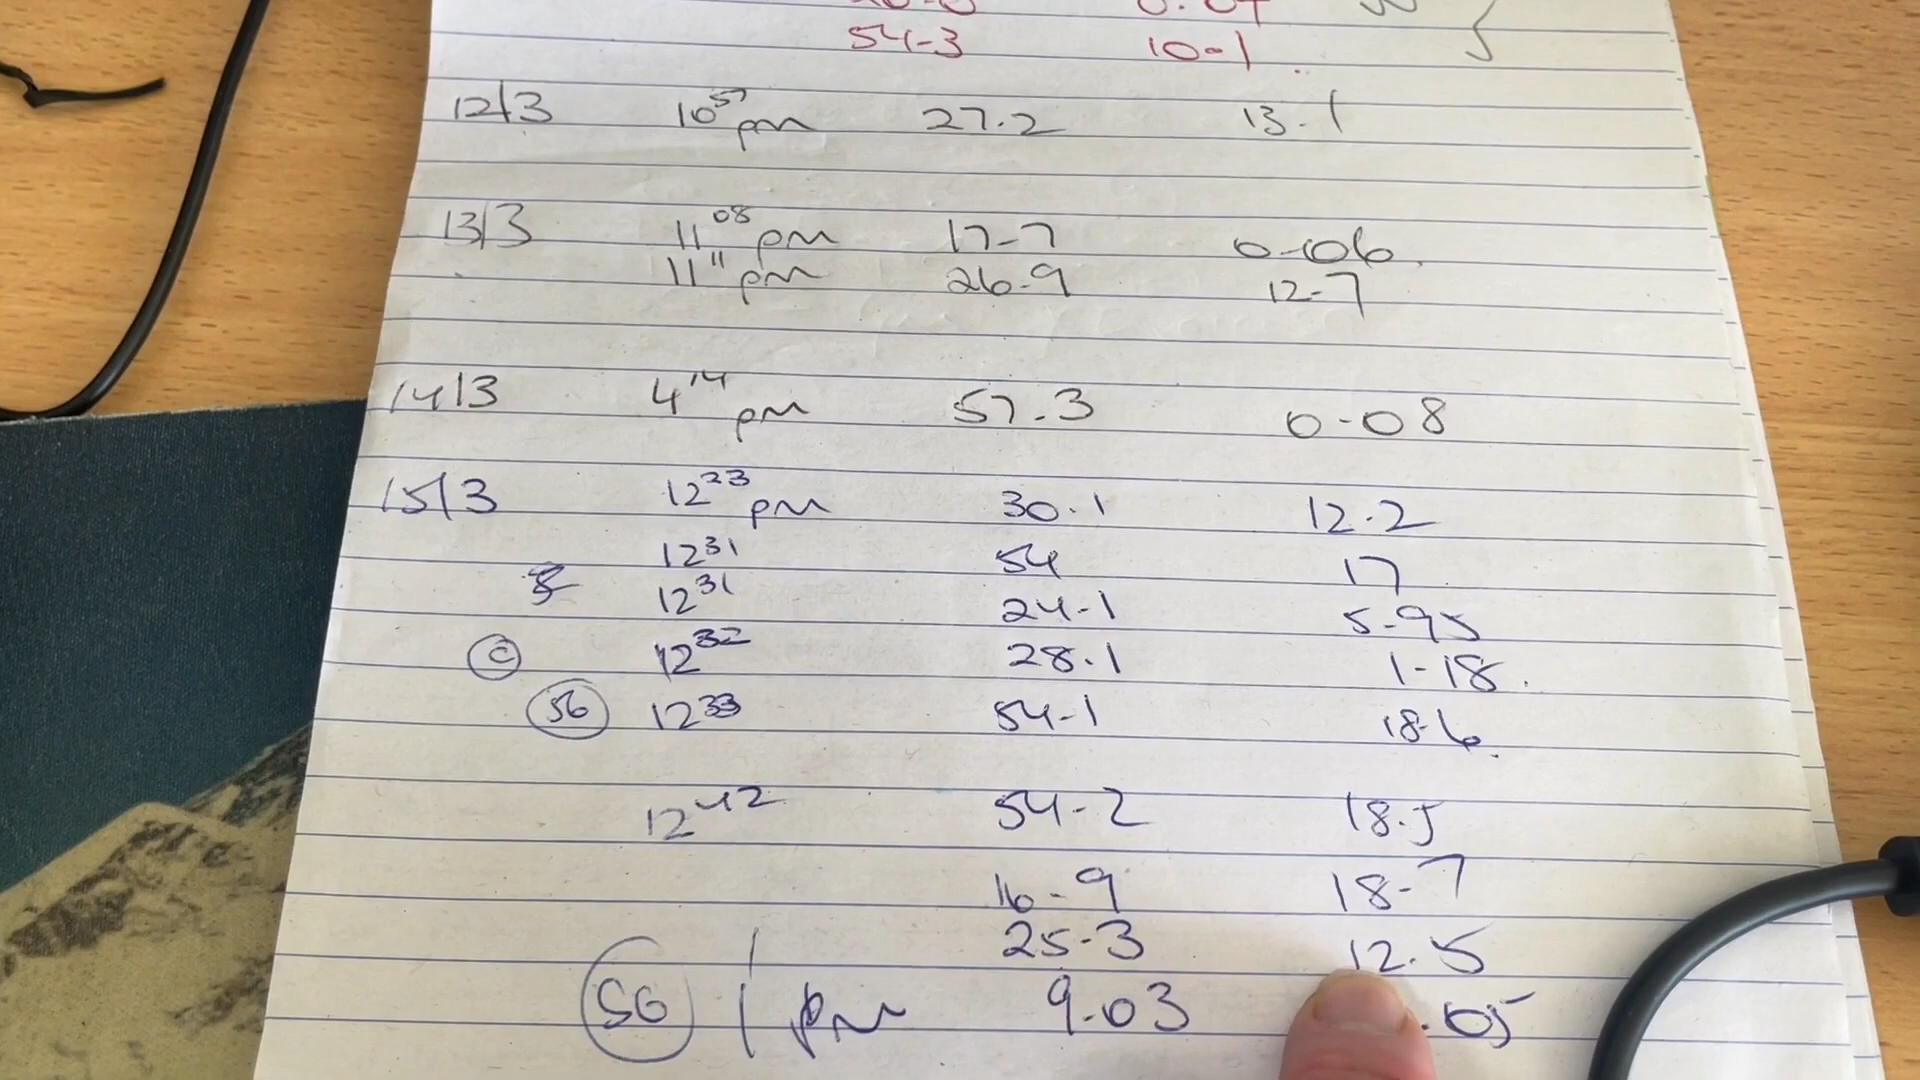 54-3 10-1
12/3 10⁵⁷ pm 27.2 13.1
13/3 11⁰⁸ pm 17-7 0-06
11¹¹ pm 26-9 12-7
14/3 4¹⁴ pm 57.3 0-08
15/3 12²³ pm 30.1 12.2
12³¹ 54 17
12³¹ 24-1 5-95
C 12³² 28.1 1-18.
12³³ 54-1 18-6.
12⁴² 54-2 18.5
16-9 18-7
25-3 12.5
1 pm 9.03 .05